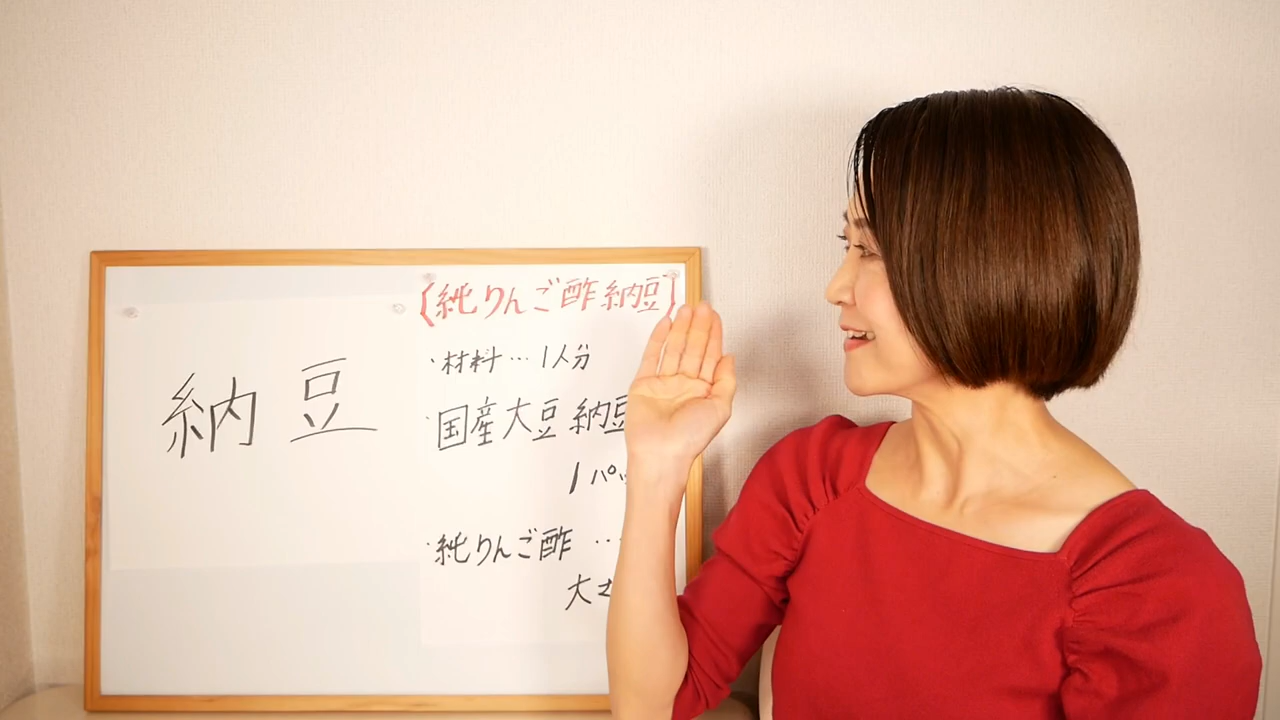 納豆
〔純りんご酢納豆〕
・材料…1人分
・国産大豆納豆
1パッ
・純りんご酢…
大さ